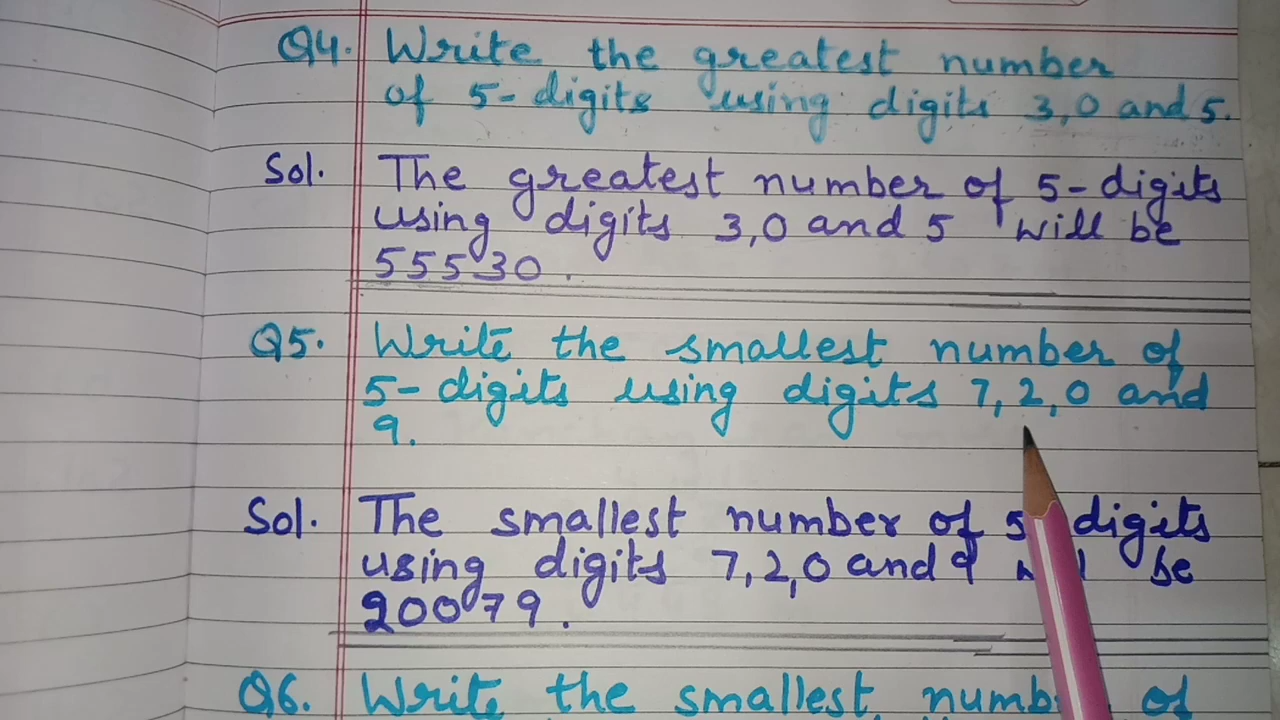 Q4. Write the greatest number
of 5-digits using digits 3,0 and 5.
Sol. The greatest number of 5-digits
using digits 3,0 and 5 will be
55530.
Q5. Write the smallest number of
5-digits using digits 7,2,0 and
9.
Sol. The smallest number of 5 digits
using digits 7,2,0 and 9 be
20079.
Q6. Write the smallest of